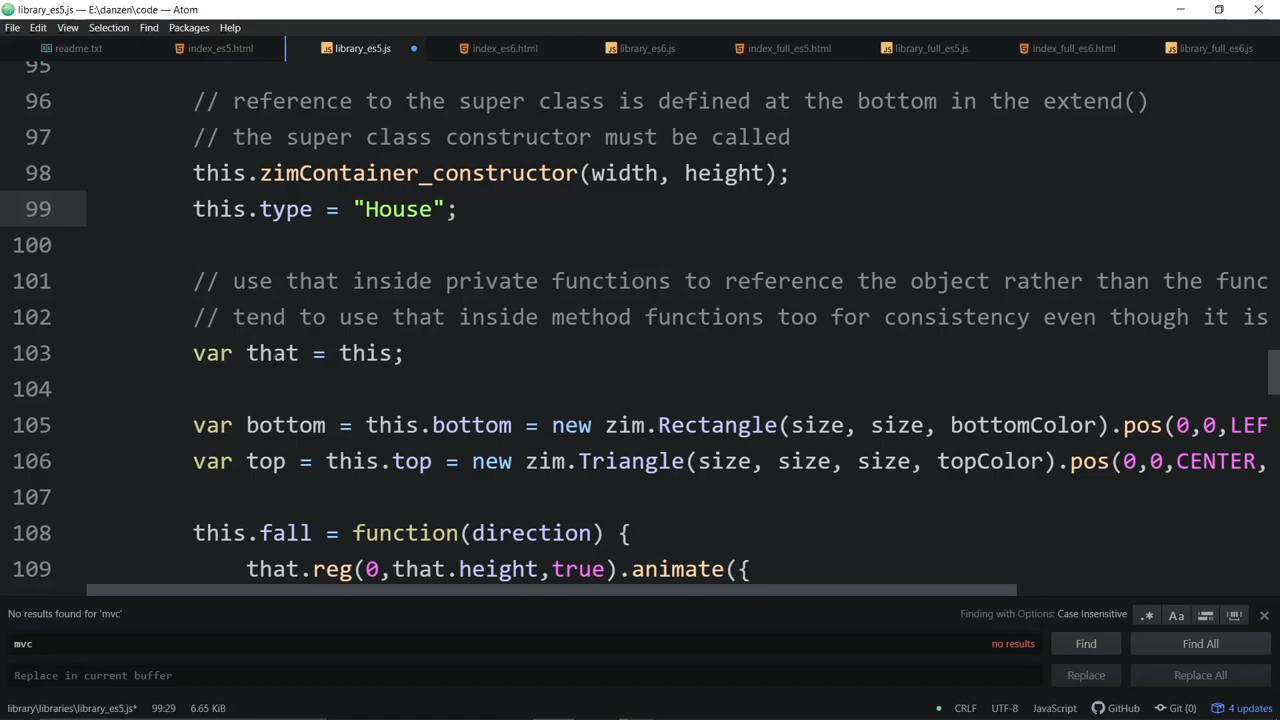 library_es5.js — E:\danzen\code — Atom
File Edit View Selection Find Packages Help
readme.txt index_es5.html library_es5.js index_es6.html library_es6.js index_full_es5.html library_full_es5.js index_full_es6.html library_full_es6.js
95
96 // reference to the super class is defined at the bottom in the extend()
97 // the super class constructor must be called
98 this.zimContainer_constructor(width, height);
99 this.type = "House";
100
101 // use that inside private functions to reference the object rather than the func
102 // tend to use that inside method functions too for consistency even though it is
103 var that = this;
104
105 var bottom = this.bottom = new zim.Rectangle(size, size, bottomColor).pos(0,0,LEF
106 var top = this.top = new zim.Triangle(size, size, size, topColor).pos(0,0,CENTER,
107
108 this.fall = function(direction) {
109 that.reg(0,that.height,true).animate({
No results found for 'mvc' Finding with Options: Case Insensitive .* Aa
mvc no results Find Find All
Replace in current buffer Replace Replace All
library\libraries\library_es5.js* 99:29 6.65 KiB CRLF UTF-8 JavaScript GitHub Git (0) 4 updates